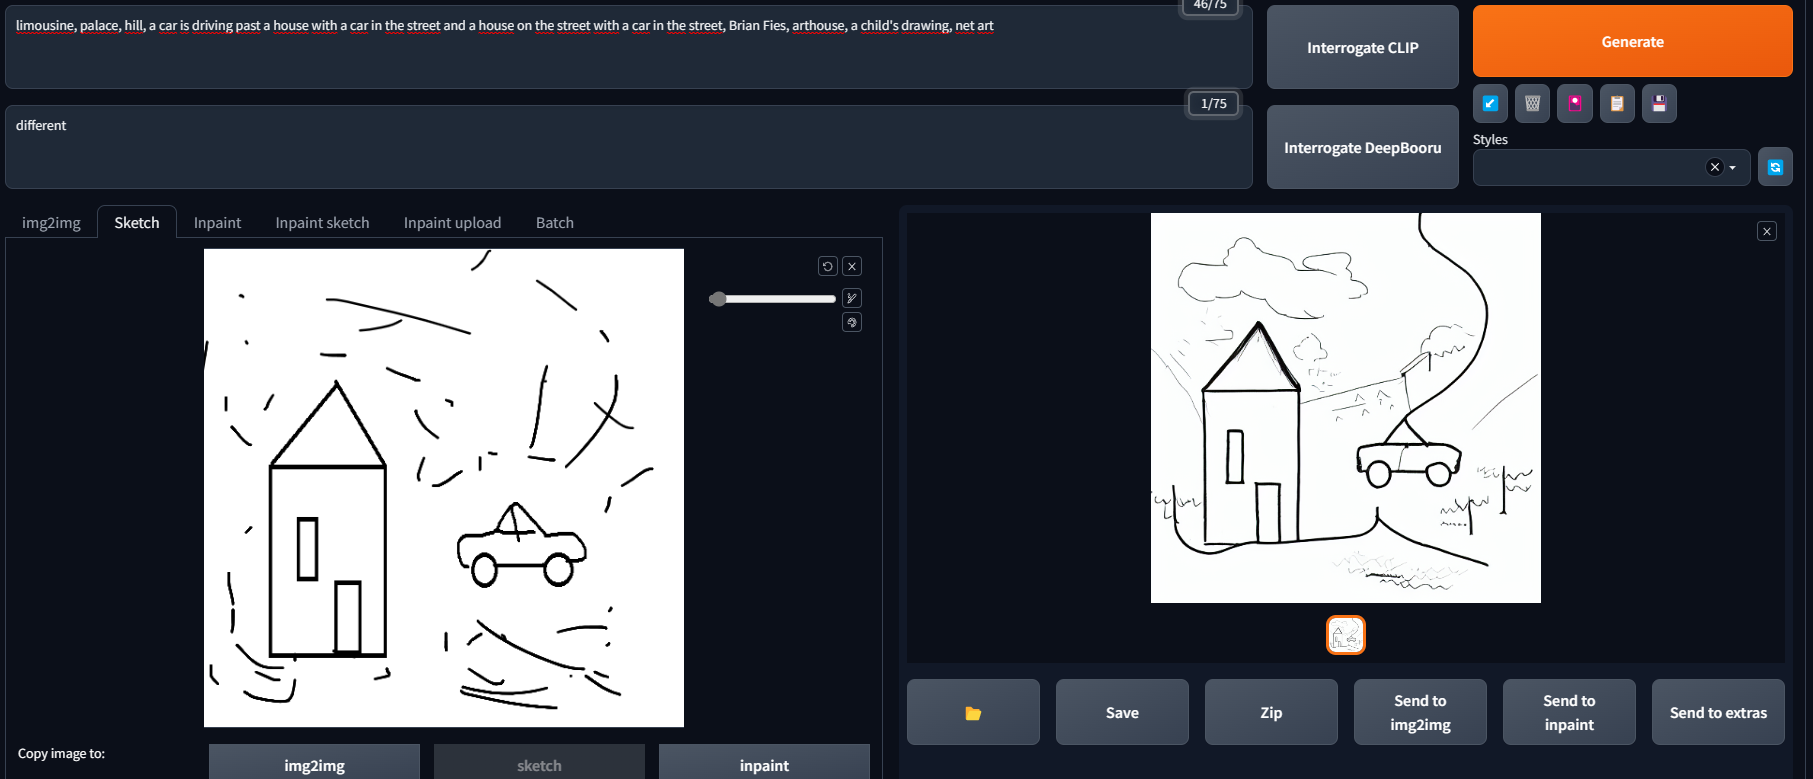 46/75
limousine, palace, hill, a car is driving past a house with a car in the street and a house on the street with a car in the street, Brian Fies, arthouse, a child's drawing, net art
Interrogate CLIP
Generate
1/75
different
Interrogate DeepBooru
Styles
img2img
Sketch
Inpaint
Inpaint sketch
Inpaint upload
Batch
Save
Zip
Send to
img2img
Send to
inpaint
Send to extras
Copy image to:
img2img
sketch
inpaint